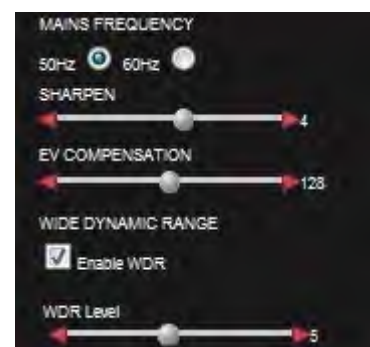 MAINS FREQUENCY
50Hz 60Hz
SHARPEN
4
EV COMPENSATION
128
WIDE DYNAMIC RANGE
Enable WDR
WDR Level
5